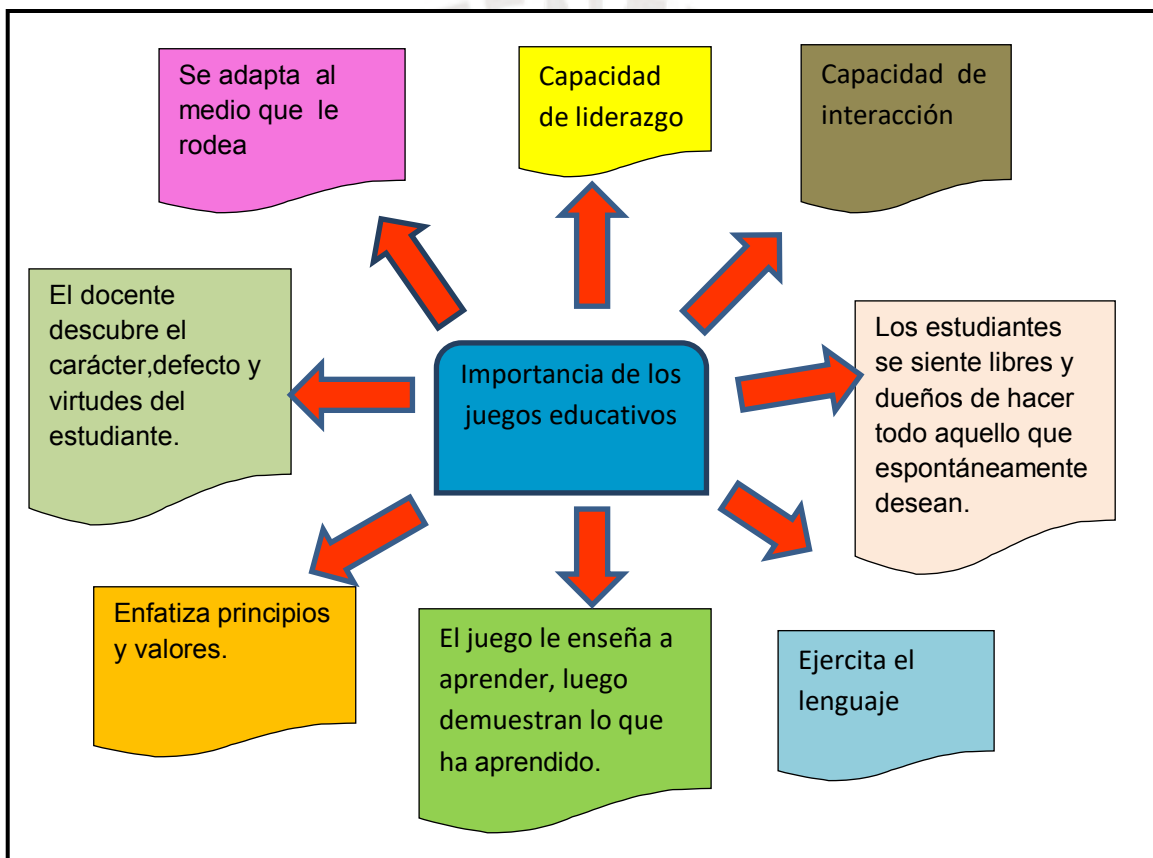 Se adapta al
medio que le
rodea
Capacidad
de liderazgo
Capacidad de
interacción
El docente
descubre el
carácter,defecto y
virtudes del
estudiante.
Importancia de los
juegos educativos
Los estudiantes
se siente libres y
dueños de hacer
todo aquello que
espontáneamente
desean.
Enfatiza principios
y valores.
El juego le enseña a
aprender, luego
demuestran lo que
ha aprendido.
Ejercita el
lenguaje